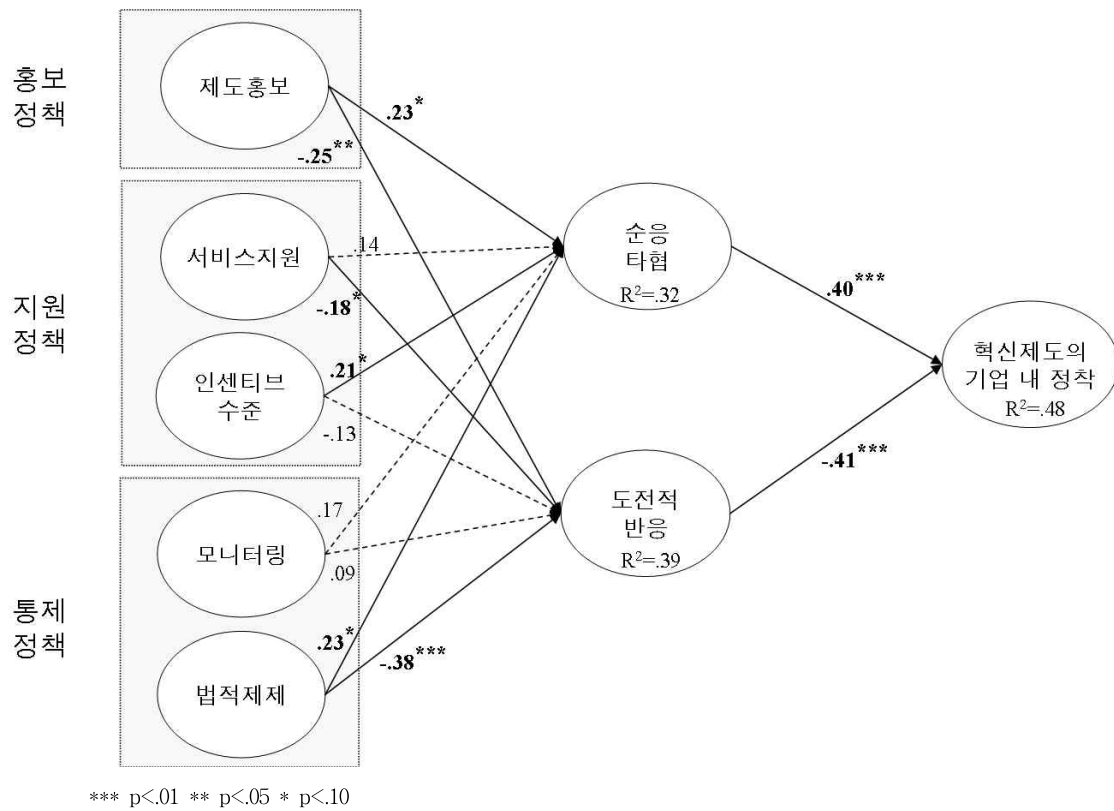 홍보
정책
제도홍보
.23*
-.25**
지원
정책
서비스지원
.14
-.18*
인센티브
수준
.21*
-.13
통제
정책
모니터링
.17
.09
법적제제
.23*
-.38***
순응
타협
R²=.32
도전적
반응
R²=.39
.40***
-.41***
혁신제도의
기업 내 정착
R²=.48
*** p<.01 ** p<.05 * p<.10